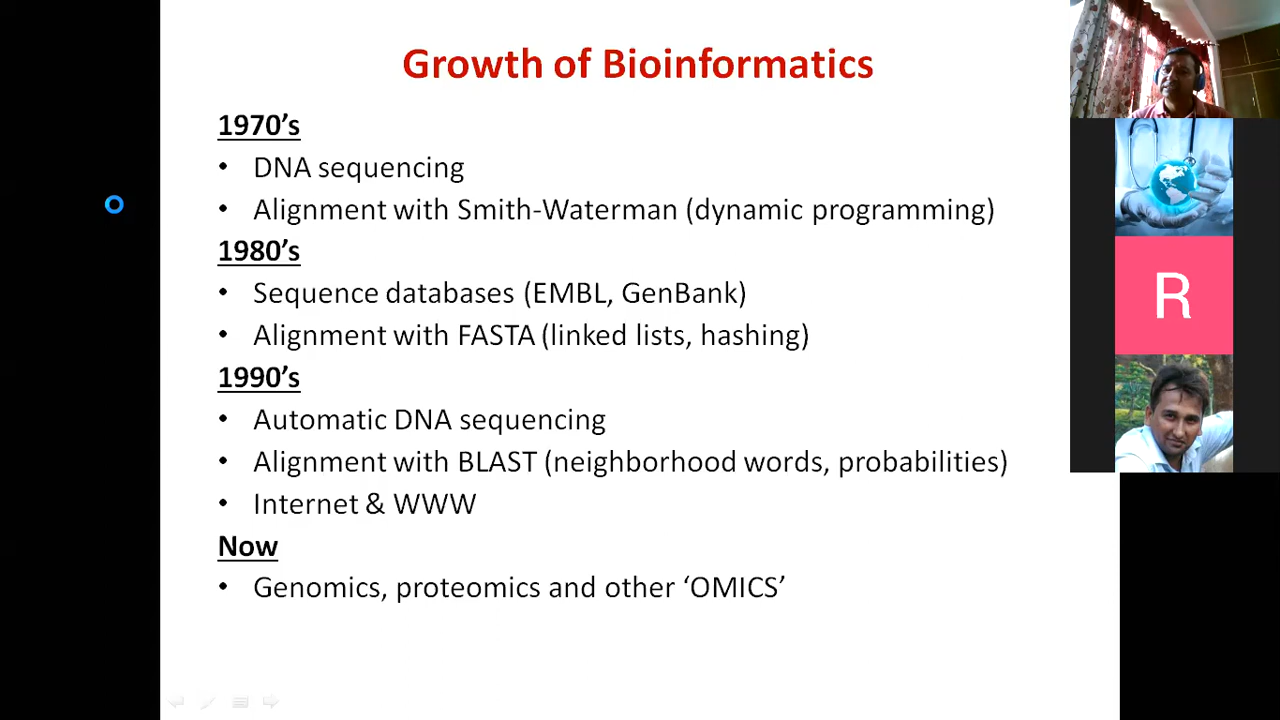 Growth of Bioinformatics
1970’s
• DNA sequencing
• Alignment with Smith-Waterman (dynamic programming)
1980’s
• Sequence databases (EMBL, GenBank)
• Alignment with FASTA (linked lists, hashing)
1990’s
• Automatic DNA sequencing
• Alignment with BLAST (neighborhood words, probabilities)
• Internet & WWW
Now
• Genomics, proteomics and other ‘OMICS’
R